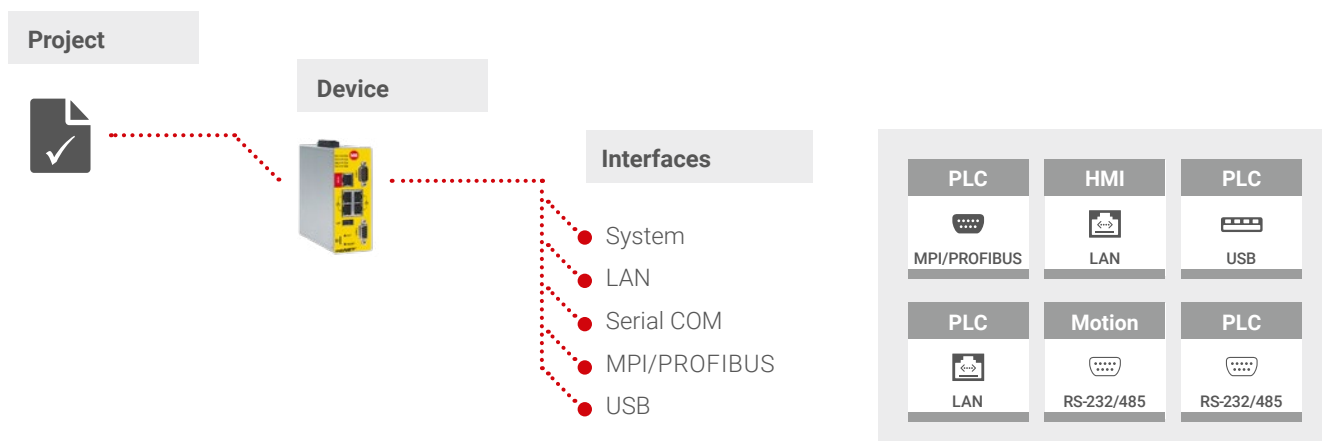 Project
Device
Interfaces
System
LAN
Serial COM
MPI/PROFIBUS
USB
PLC HMI PLC
MPI/PROFIBUS LAN USB
PLC Motion PLC
LAN RS-232/485 RS-232/485